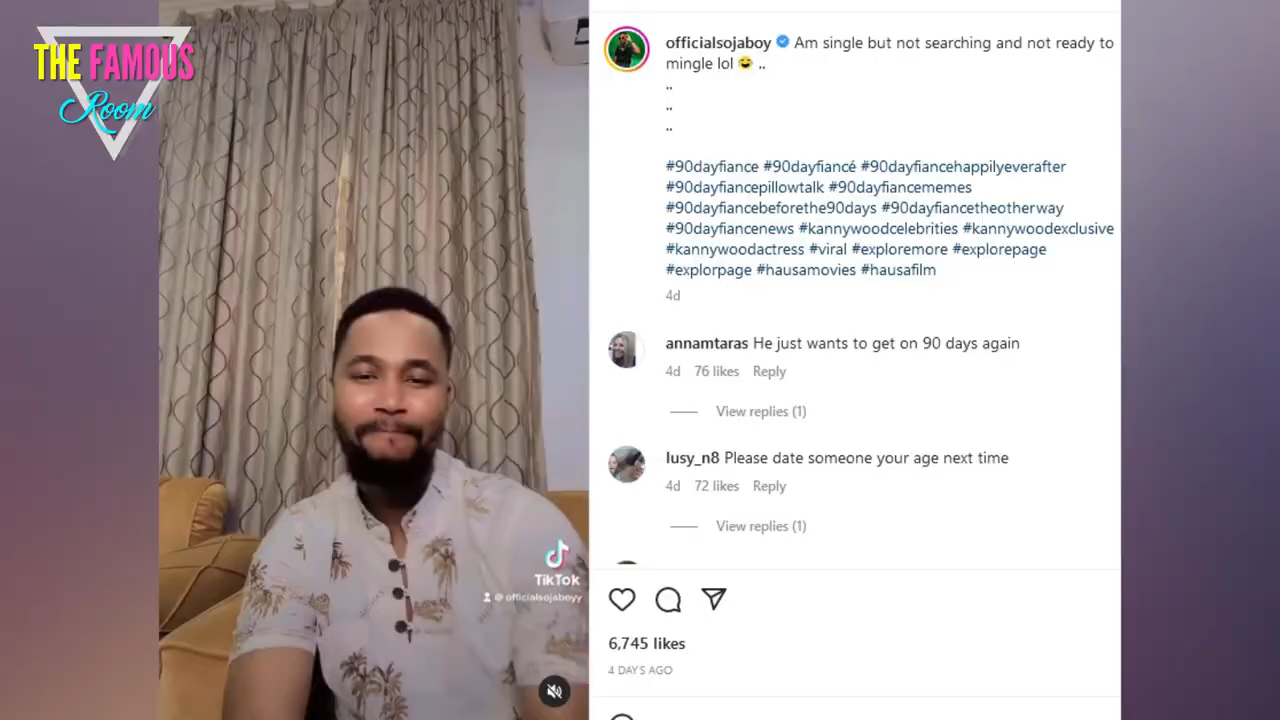 THE FAMOUS
Room
officialsojaboy Am single but not searching and not ready to
mingle lol 😂 ..
..
..
..
#90dayfiance #90dayfiancé #90dayfiancehappilyeverafter
#90dayfiancepillowtalk #90dayfiancememes
#90dayfiancebeforethe90days #90dayfiancetheotherway
#90dayfiancenews #kannywoodcelebrities #kannywoodexclusive
#kannywoodactress #viral #exploremore #explorepage
#explorpage #hausamovies #hausafilm
4d
annamtaras He just wants to get on 90 days again
4d 76 likes Reply
View replies (1)
lusy_n8 Please date someone your age next time
4d 72 likes Reply
View replies (1)
TikTok
@ officialsojaboyy
6,745 likes
4 DAYS AGO